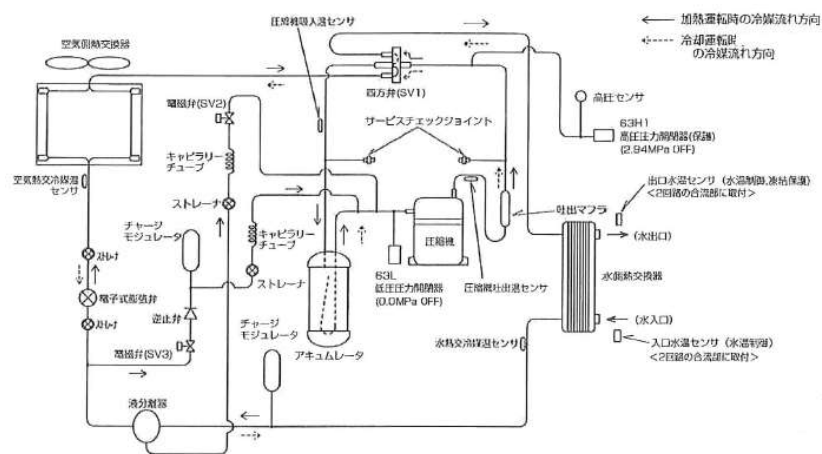 加熱運転時の冷媒流れ方向
冷却運転時
の冷媒流れ方向
圧縮機吸入温センサ
空気側熱交換器
四方弁(SV1)
高圧センサ
電磁弁(SV2)
サービスチェックジョイント
63H1
高圧圧力開閉器(保護)
(2.94MPa OFF)
キャピラリー
チューブ
空気熱交冷媒温
センサ
出口水温センサ（水温制御,凍結保護）
<2回路の合流部に取付>
ストレーナ
吐出マフラ
チャージ
モジュレータ
キャピラリー
チューブ
圧縮機
(水出口)
水側熱交換器
ストレーナ
63L
低圧圧力開閉器
(0.0MPa OFF)
圧縮機吐出温センサ
ストレーナ
電子式膨張弁
逆止弁
チャージ
モジュレータ
(水入口)
ストレーナ
アキュムレータ
水熱交冷媒温センサ
入口水温センサ（水温制御）
<2回路の合流部に取付>
電磁弁(SV3)
液分離器